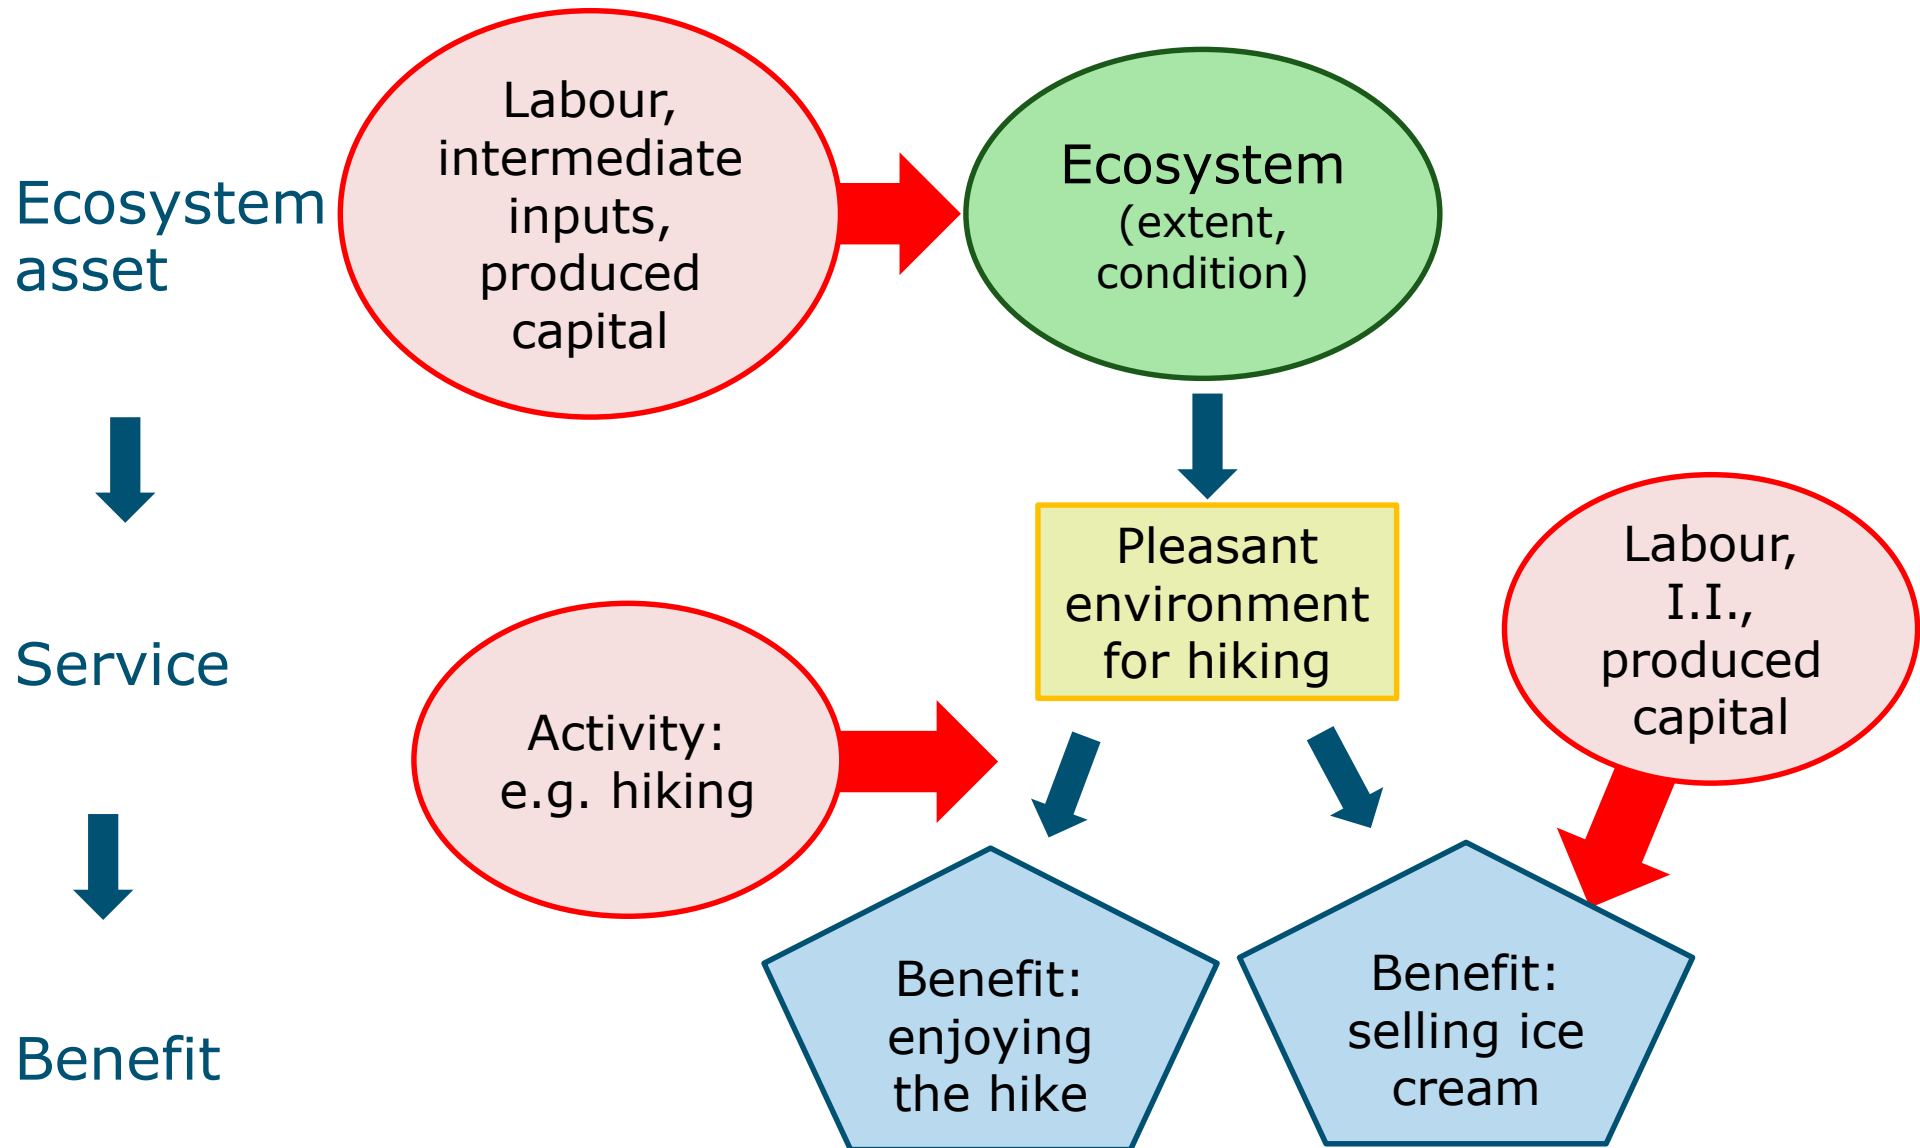 Ecosystem
asset
Labour,
intermediate
inputs,
produced
capital
Ecosystem
(extent,
condition)
Service
Activity:
e.g. hiking
Pleasant
environment
for hiking
Labour,
I.I.,
produced
capital
Benefit
Benefit:
enjoying
the hike
Benefit:
selling ice
cream